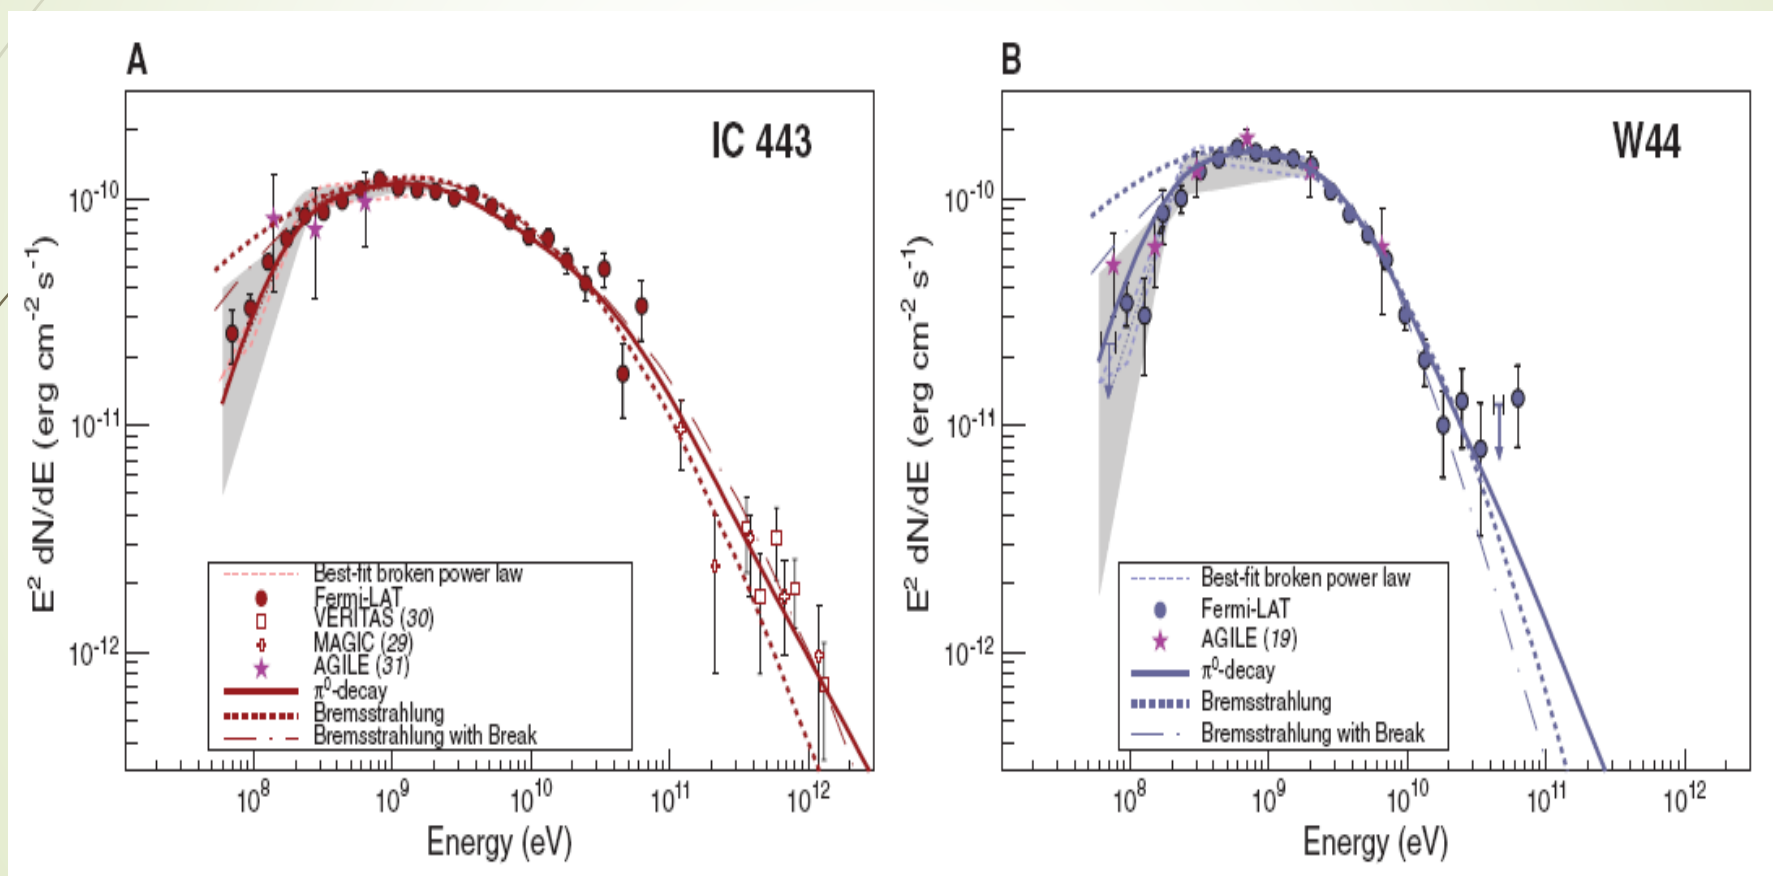 A
IC 443
E² dN/dE (erg cm⁻² s⁻¹)
10⁻¹⁰
10⁻¹¹
10⁻¹²
Best-fit broken power law
Fermi-LAT
VERITAS (30)
MAGIC (29)
AGILE (31)
π⁰-decay
Bremsstrahlung
Bremsstrahlung with Break
10⁸ 10⁹ 10¹⁰ 10¹¹ 10¹²
Energy (eV)
B
W44
E² dN/dE (erg cm⁻² s⁻¹)
10⁻¹⁰
10⁻¹¹
10⁻¹²
Best-fit broken power law
Fermi-LAT
AGILE (19)
π⁰-decay
Bremsstrahlung
Bremsstrahlung with Break
10⁸ 10⁹ 10¹⁰ 10¹¹ 10¹²
Energy (eV)